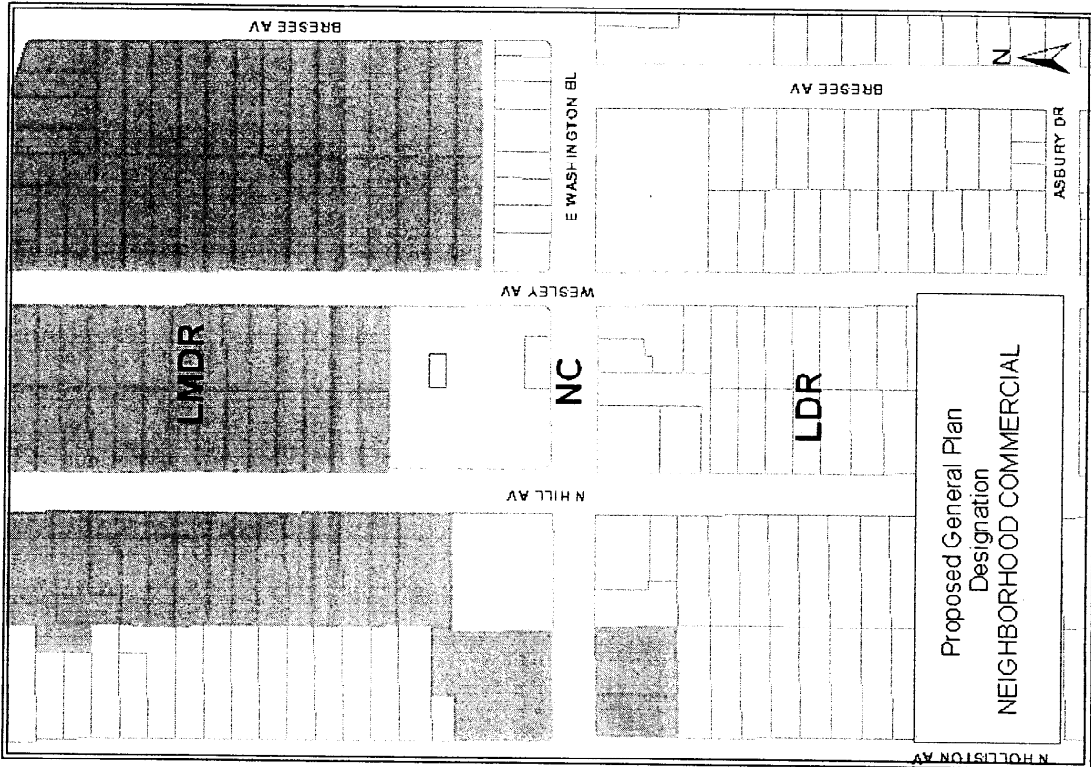 BRESEE AV
E WASHINGTON BL
BRESEE AV
N
ASBURY DR
WESLEY AV
LMDR
NC
LDR
N HILL AV
Proposed General Plan
Designation
NEIGHBORHOOD COMMERCIAL
N HOLLISTON AV